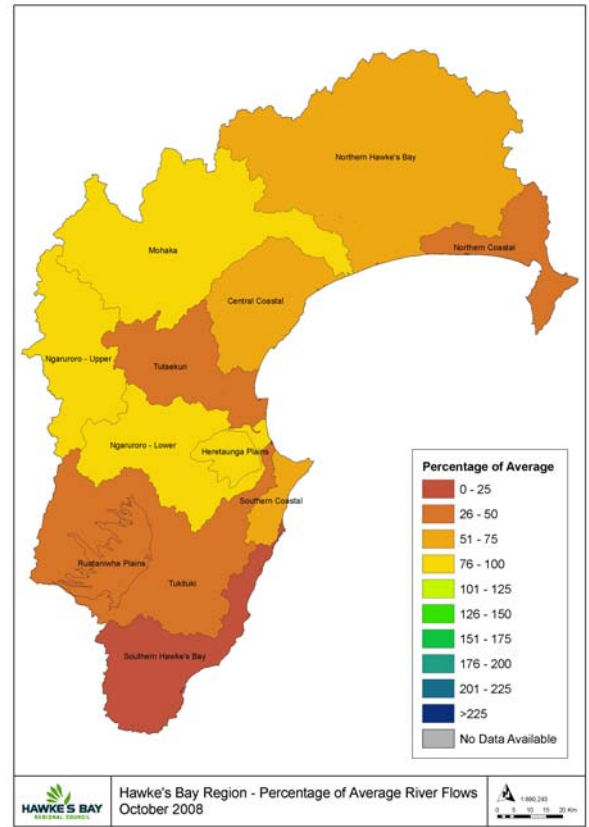 Northern Hawke's Bay
Northern Coastal
Mohaka
Central Coastal
Ngaruroro - Upper
Tutaekuri
Ngaruroro - Lower
Heretaunga Plains
Southern Coastal
Ruataniwha Plains
Tukituki
Southern Hawke's Bay
Percentage of Average
0 - 25
26 - 50
51 - 75
76 - 100
101 - 125
126 - 150
151 - 175
176 - 200
201 - 225
>225
No Data Available
HAWKE'S BAY
REGIONAL COUNCIL
Hawke's Bay Region - Percentage of Average River Flows
October 2008
0 5 10 20 Km